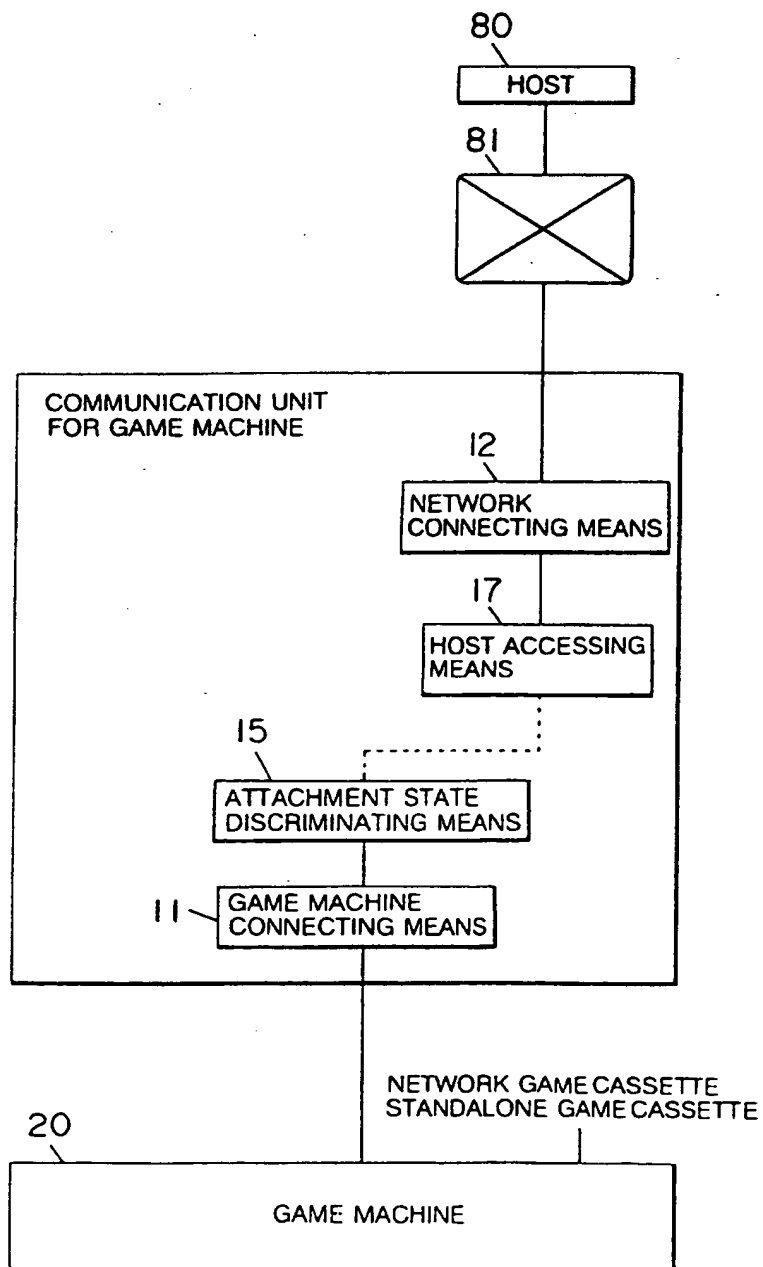 80
HOST
81
COMMUNICATION UNIT
FOR GAME MACHINE
12
NETWORK
CONNECTING MEANS
17
HOST ACCESSING
MEANS
15
ATTACHMENT STATE
DISCRIMINATING MEANS
11
GAME MACHINE
CONNECTING MEANS
NETWORK GAME CASSETTE
STANDALONE GAME CASSETTE
20
GAME MACHINE